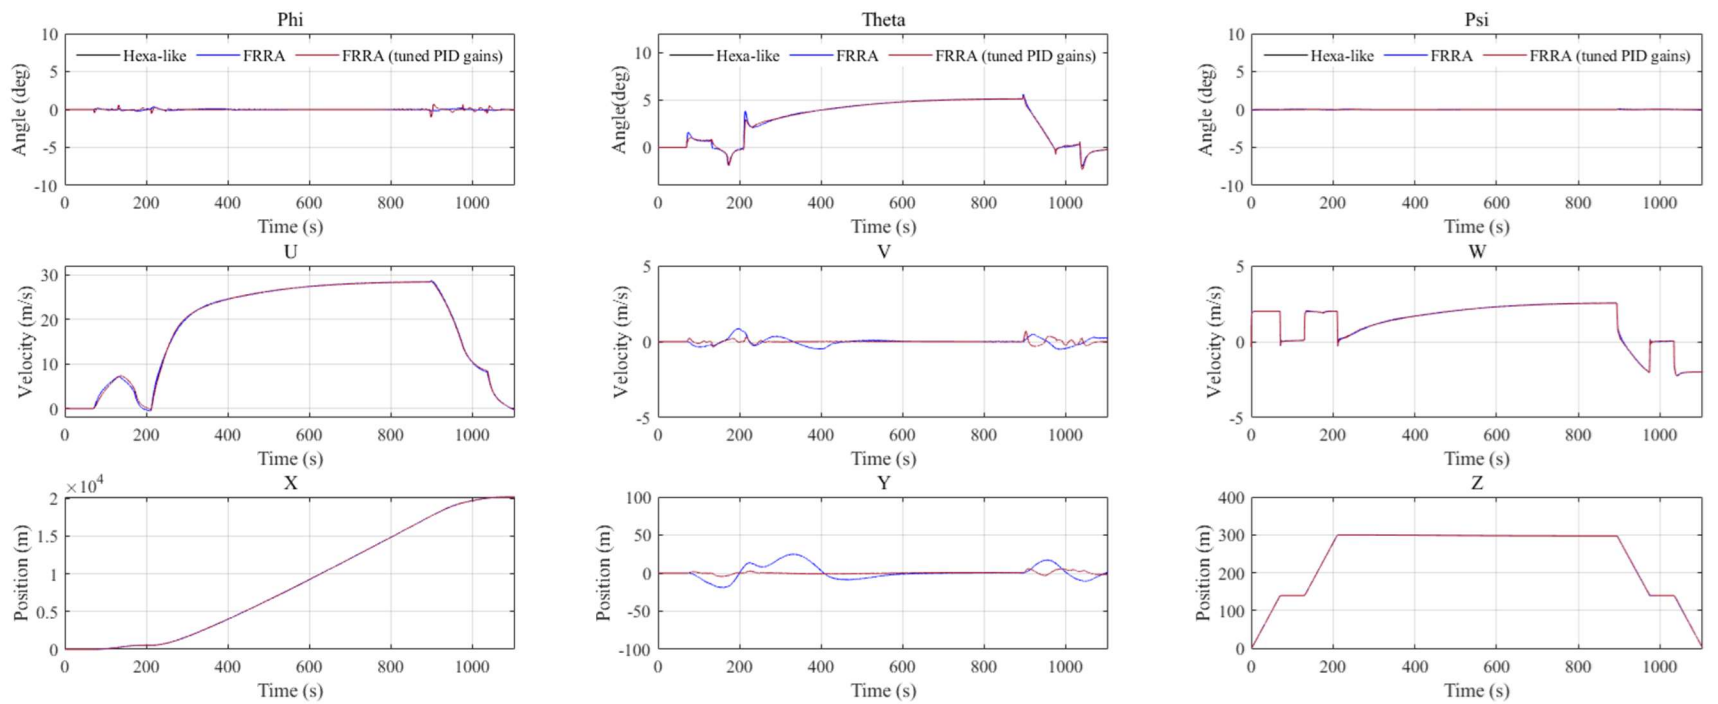 Phi
10
5
0
-5
-10
Angle (deg)
Hexa-like FRRA FRRA (tuned PID gains)
0 200 400 600 800 1000
Time (s)
Theta
10
5
0
Angle(deg)
Hexa-like FRRA FRRA (tuned PID gains)
0 200 400 600 800 1000
Time (s)
Psi
10
5
0
-5
-10
Angle (deg)
Hexa-like FRRA FRRA (tuned PID gains)
0 200 400 600 800 1000
Time (s)
U
30
20
10
0
Velocity (m/s)
0 200 400 600 800 1000
Time (s)
V
5
0
-5
Velocity (m/s)
0 200 400 600 800 1000
Time (s)
W
5
0
-5
Velocity (m/s)
0 200 400 600 800 1000
Time (s)
X
×10⁴
2
1.5
1
0.5
0
Position (m)
0 200 400 600 800 1000
Time (s)
Y
100
50
0
-50
-100
Position (m)
0 200 400 600 800 1000
Time (s)
Z
400
300
200
100
0
Position (m)
0 200 400 600 800 1000
Time (s)